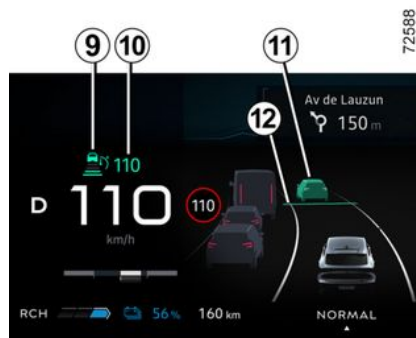 9
10
11
72588
12
Av de Lauzun
150 m
110
D
110
110
km/h
RCH
56%
160 km
NORMAL